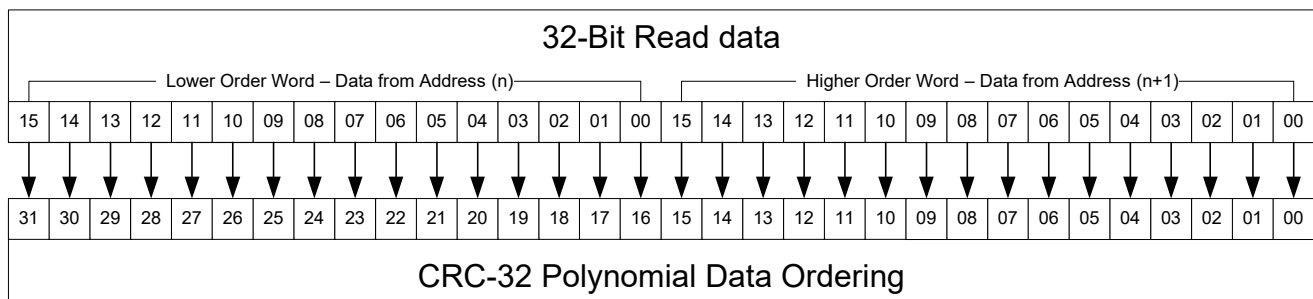 32-Bit Read data
Lower Order Word – Data from Address (n) Higher Order Word – Data from Address (n+1)
15 14 13 12 11 10 09 08 07 06 05 04 03 02 01 00 15 14 13 12 11 10 09 08 07 06 05 04 03 02 01 00
31 30 29 28 27 26 25 24 23 22 21 20 19 18 17 16 15 14 13 12 11 10 09 08 07 06 05 04 03 02 01 00
CRC-32 Polynomial Data Ordering